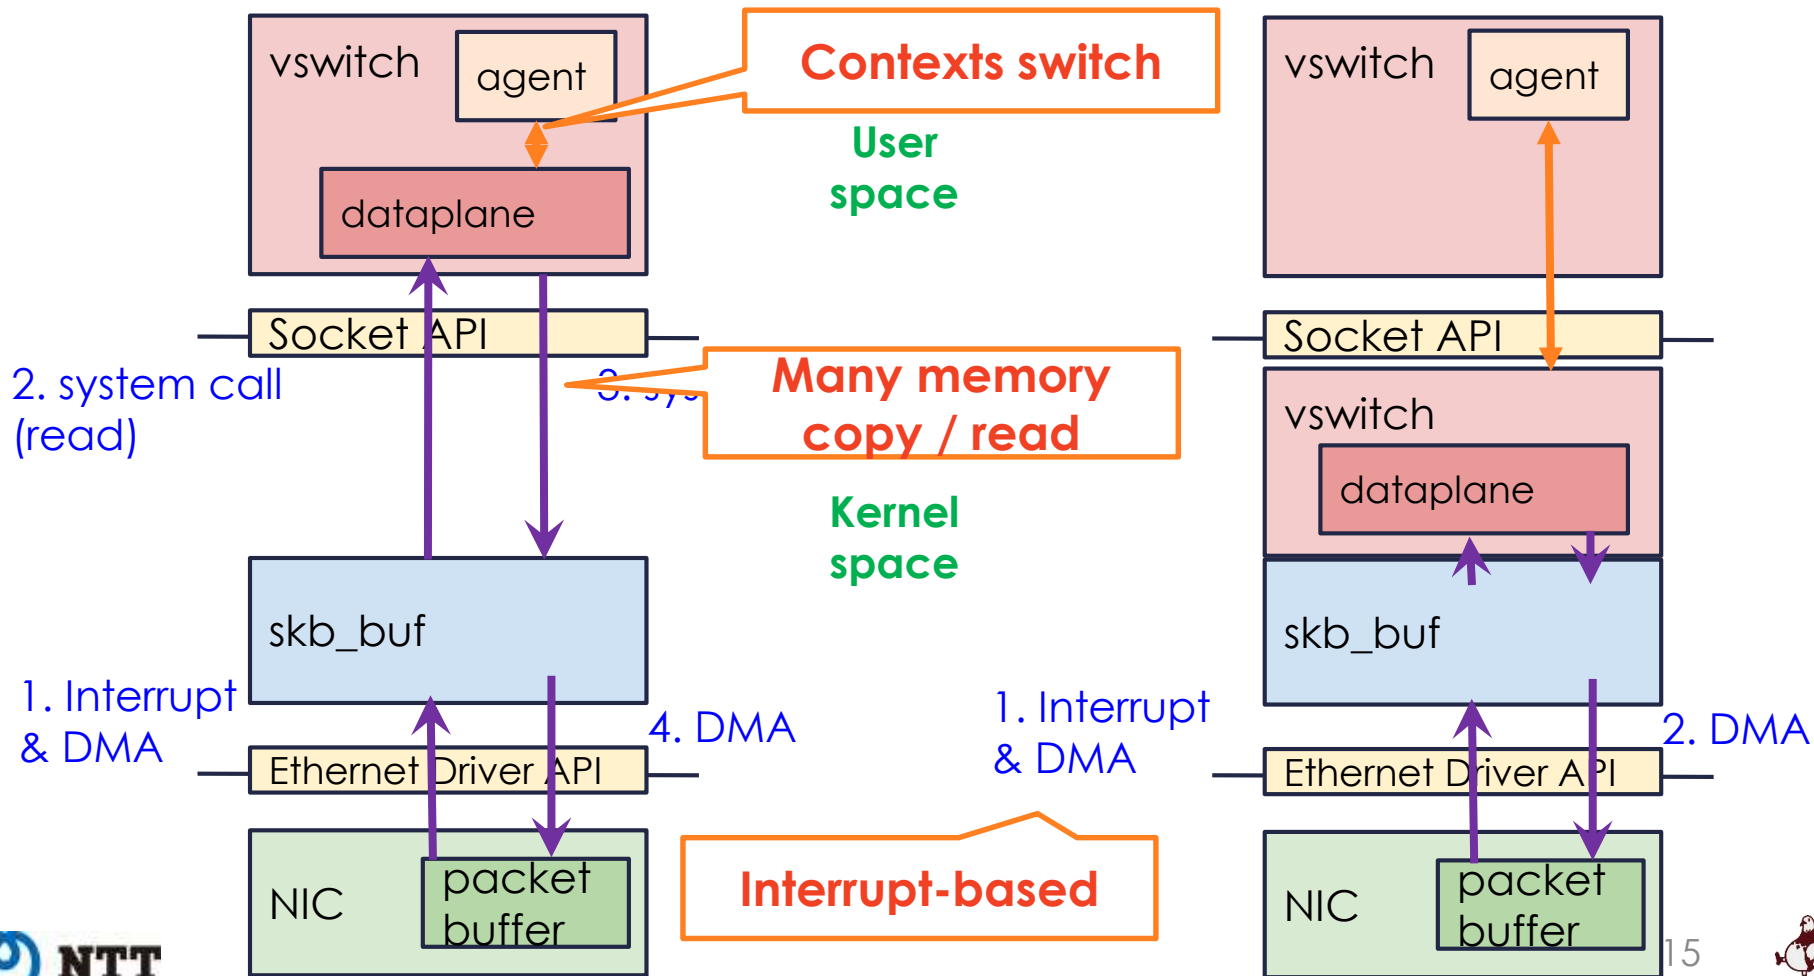 vswitch
agent
Contexts switch
User
space
dataplane
Socket API
2. system call
(read)
3. sys
Many memory
copy / read
Kernel
space
skb_buf
1. Interrupt
& DMA
4. DMA
Ethernet Driver API
NIC
packet
buffer
Interrupt-based
vswitch
agent
Socket API
vswitch
dataplane
skb_buf
1. Interrupt
& DMA
2. DMA
Ethernet Driver API
NIC
packet
buffer
NTT
15